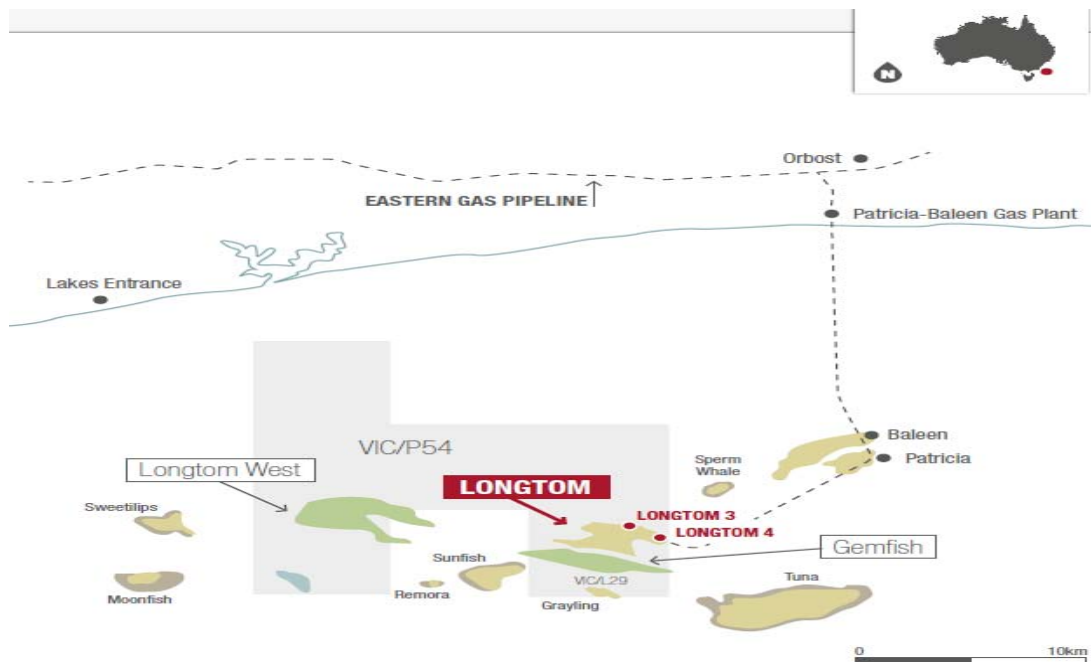 N
Orbost
EASTERN GAS PIPELINE
Patricia-Baleen Gas Plant
Lakes Entrance
Baleen
VIC/P54
Longtom West
Patricia
Sperm
Whale
LONGTOM
Sweetilips
LONGTOM 3
LONGTOM 4
Gemfish
Sunfish
Tuna
VIC/L29
Moonfish
Remora
Grayling
0 10km